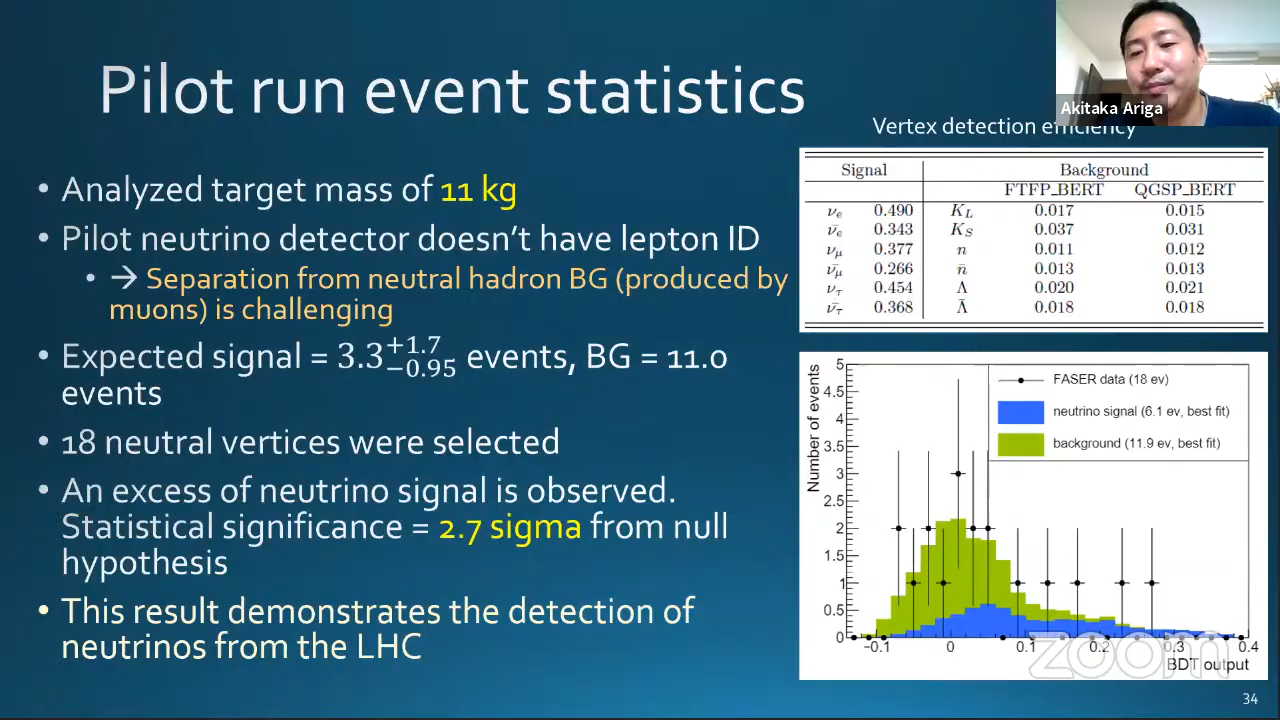 Pilot run event statistics
Akitaka Ariga
Vertex detection efficiency
• Analyzed target mass of 11 kg
• Pilot neutrino detector doesn't have lepton ID
• → Separation from neutral hadron BG (produced by
muons) is challenging
• Expected signal = 3.3 +1.7 −0.95 events, BG = 11.0
events
• 18 neutral vertices were selected
• An excess of neutrino signal is observed.
Statistical significance = 2.7 sigma from null
hypothesis
• This result demonstrates the detection of
neutrinos from the LHC
Signal Background
FTFP_BERT QGSP_BERT
νe 0.490 KL 0.017 0.015
ν̄e 0.343 KS 0.037 0.031
νμ 0.377 n 0.011 0.012
ν̄μ 0.266 n̄ 0.013 0.013
ντ 0.454 Λ 0.020 0.021
ν̄τ 0.368 Λ̄ 0.018 0.018
Number of events
5
4.5
4
3.5
3
2.5
2
1.5
1
0.5
0
FASER data (18 ev)
neutrino signal (6.1 ev, best fit)
background (11.9 ev, best fit)
−0.1 0 0.1 0.2 0.3 0.4
BDT output
zoom
34